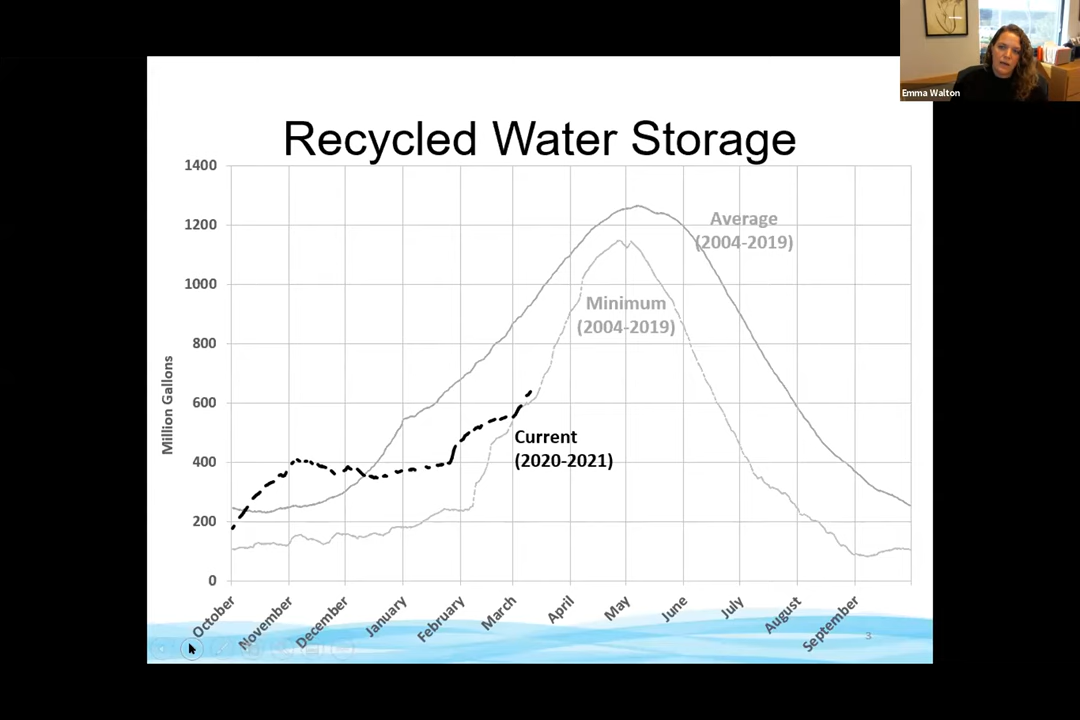 Emma Walton
Recycled Water Storage
1400
1200
1000
800
600
400
200
0
Million Gallons
Average
(2004-2019)
Minimum
(2004-2019)
Current
(2020-2021)
October
November
December
January
February
March
April
May
June
July
August
September
3